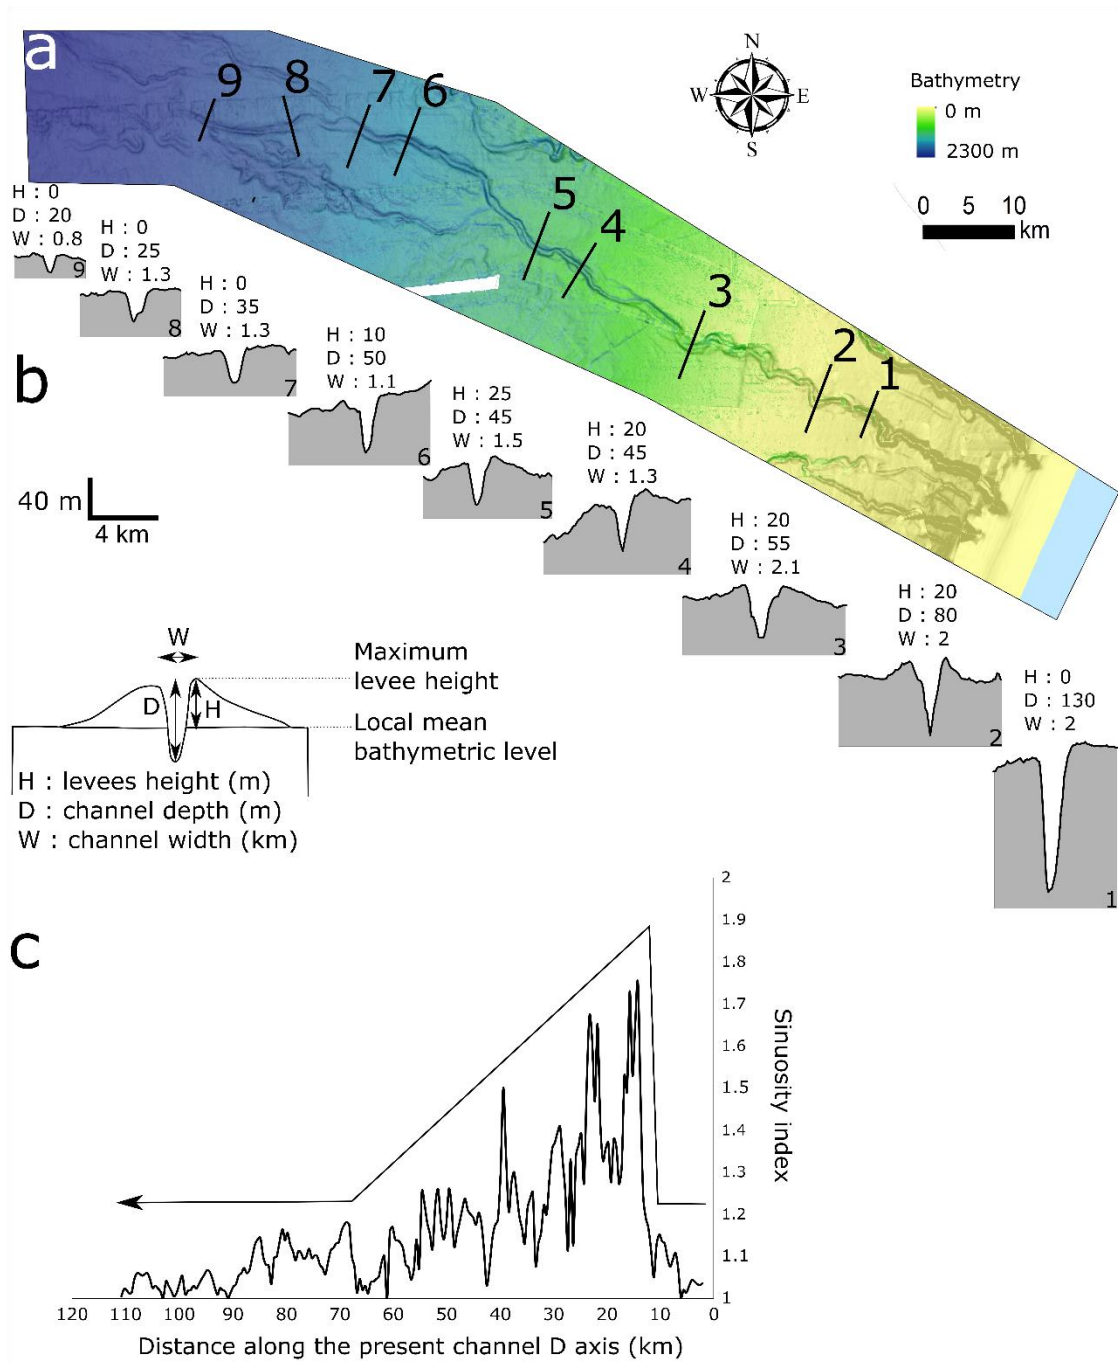 a
N
W
E
S
Bathymetry
0 m
2300 m
0 5 10
km
9
8
7
6
5
4
3
2
1
b
H : 0
D : 20
W : 0.8
9
H : 0
D : 25
W : 1.3
8
H : 0
D : 35
W : 1.3
7
H : 10
D : 50
W : 1.1
6
H : 25
D : 45
W : 1.5
5
H : 20
D : 45
W : 1.3
4
H : 20
D : 55
W : 2.1
3
H : 20
D : 80
W : 2
2
H : 0
D : 130
W : 2
1
40 m
4 km
W
D
H
Maximum
levee height
Local mean
bathymetric level
H : levees height (m)
D : channel depth (m)
W : channel width (km)
c
2
1.9
1.8
1.7
1.6
1.5
1.4
1.3
1.2
1.1
1
Sinuosity index
120 110 100 90 80 70 60 50 40 30 20 10 0
Distance along the present channel D axis (km)